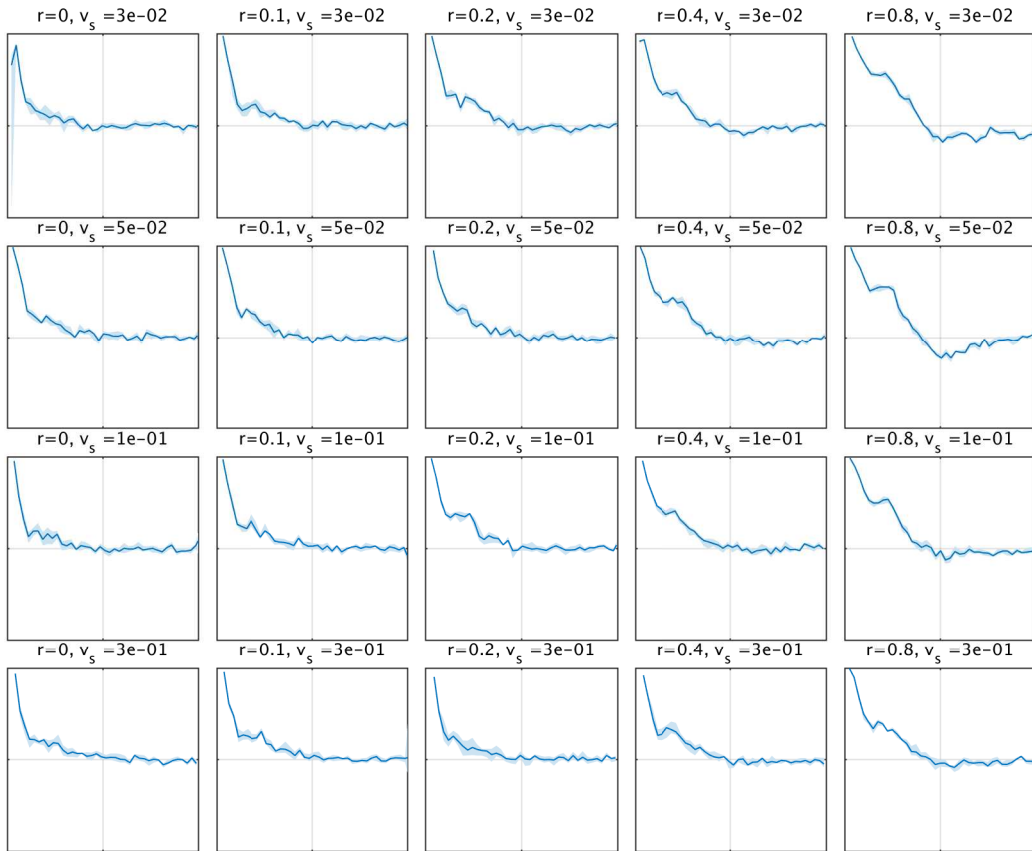 r=0, v_s =3e-02
r=0.1, v_s =3e-02
r=0.2, v_s =3e-02
r=0.4, v_s =3e-02
r=0.8, v_s =3e-02
r=0, v_s =5e-02
r=0.1, v_s =5e-02
r=0.2, v_s =5e-02
r=0.4, v_s =5e-02
r=0.8, v_s =5e-02
r=0, v_s =1e-01
r=0.1, v_s =1e-01
r=0.2, v_s =1e-01
r=0.4, v_s =1e-01
r=0.8, v_s =1e-01
r=0, v_s =3e-01
r=0.1, v_s =3e-01
r=0.2, v_s =3e-01
r=0.4, v_s =3e-01
r=0.8, v_s =3e-01